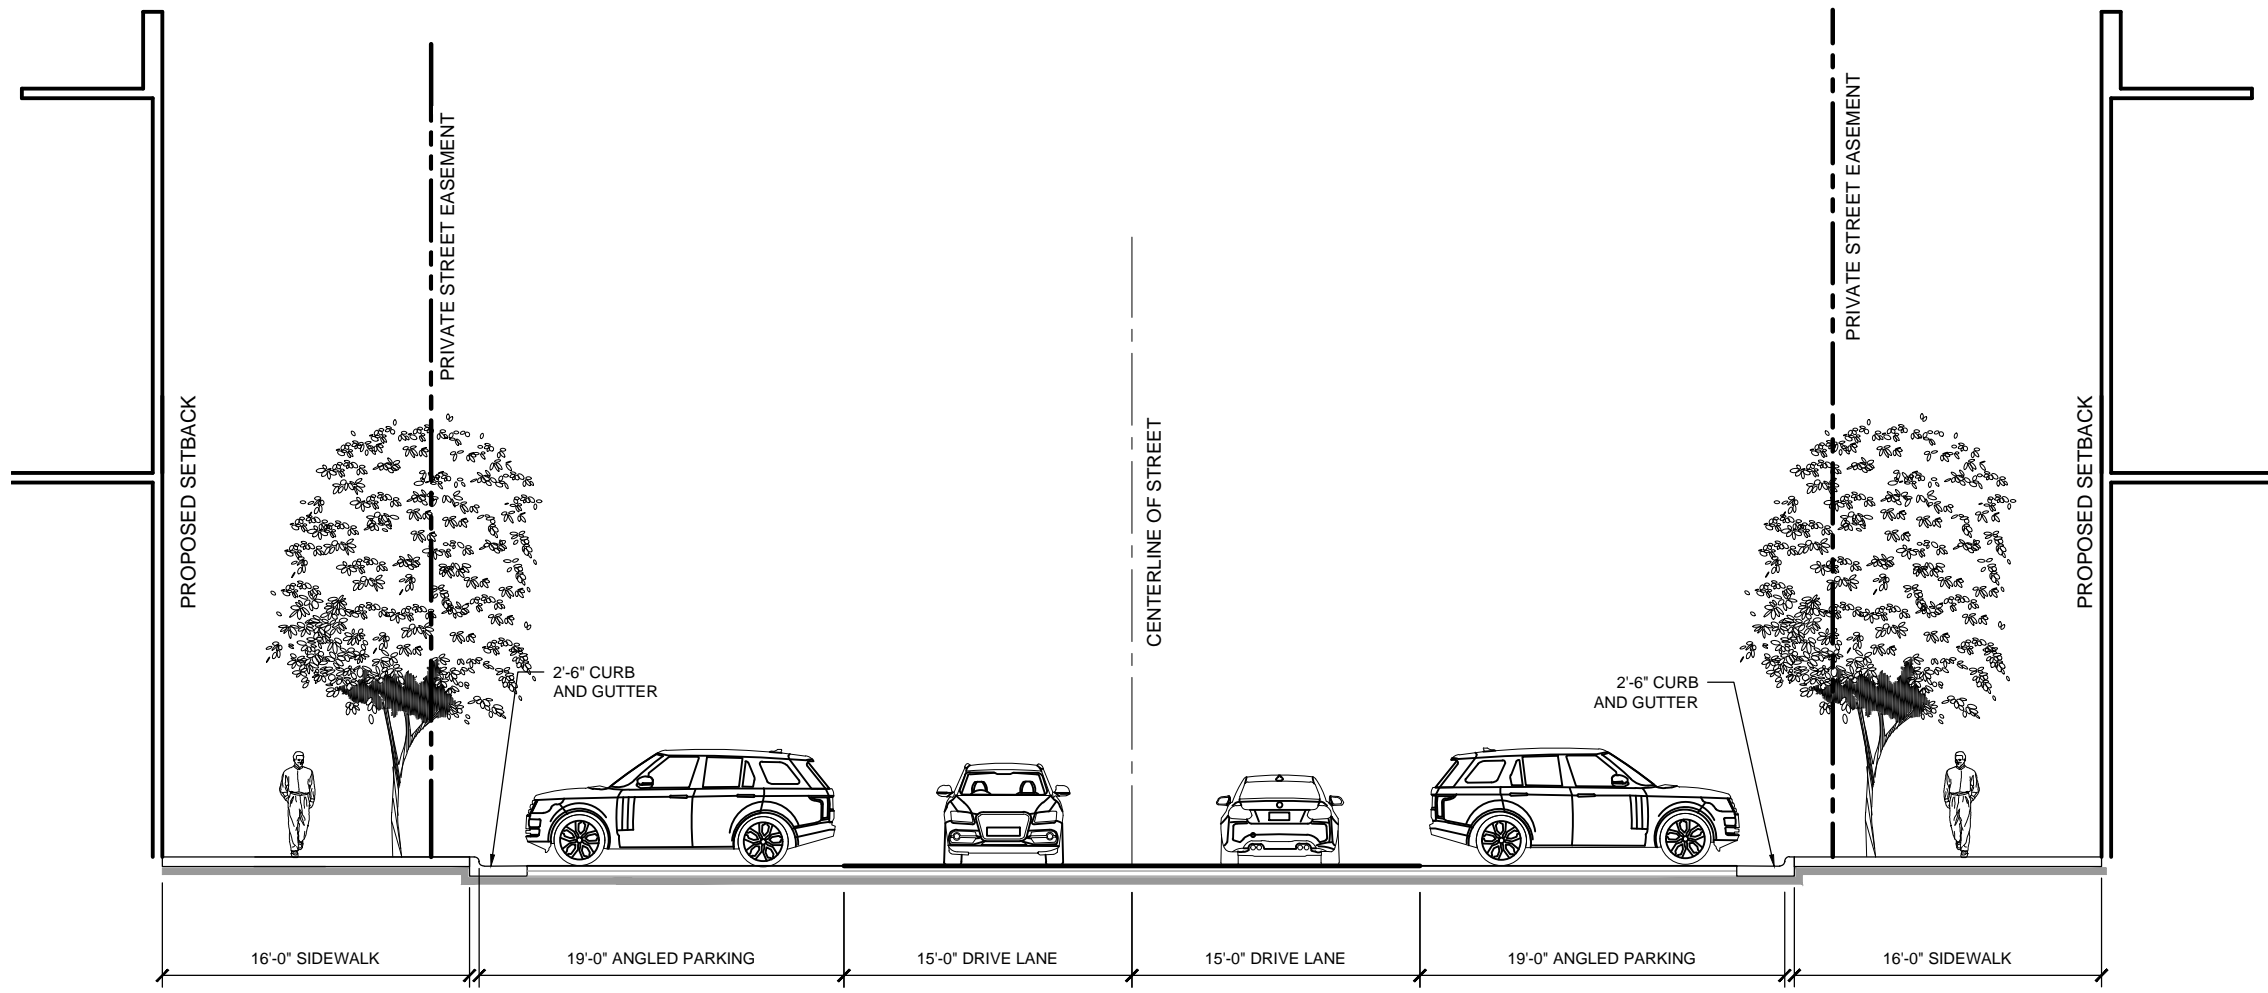 PRIVATE STREET EASEMENT
PRIVATE STREET EASEMENT
PROPOSED SETBACK
CENTERLINE OF STREET
PROPOSED SETBACK
2'-6" CURB
AND GUTTER
2'-6" CURB
AND GUTTER
16'-0" SIDEWALK
19'-0" ANGLED PARKING
15'-0" DRIVE LANE
15'-0" DRIVE LANE
19'-0" ANGLED PARKING
16'-0" SIDEWALK